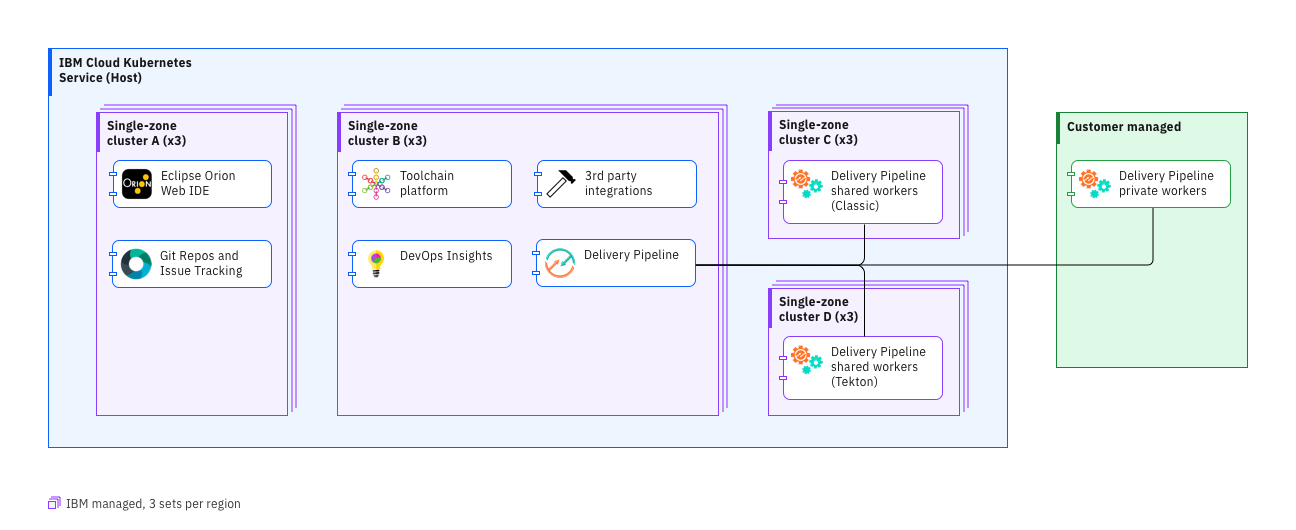 IBM Cloud Kubernetes
Service (Host)
Single-zone
cluster A (x3)
ORION
Eclipse Orion
Web IDE
Git Repos and
Issue Tracking
Single-zone
cluster B (x3)
Toolchain
platform
3rd party
integrations
DevOps Insights
Delivery Pipeline
Single-zone
cluster C (x3)
Delivery Pipeline
shared workers
(Classic)
Single-zone
cluster D (x3)
Delivery Pipeline
shared workers
(Tekton)
Customer managed
Delivery Pipeline
private workers
IBM managed, 3 sets per region